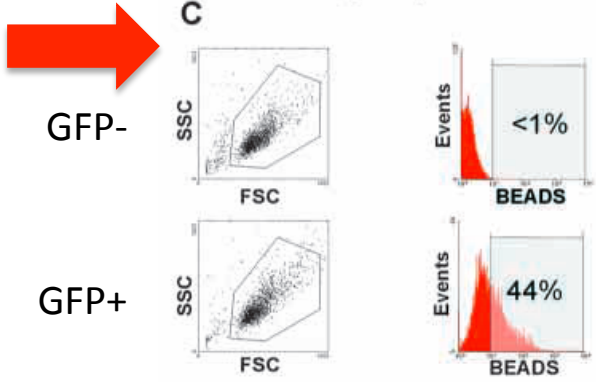 C
GFP-
SSC
FSC
Events
<1%
BEADS
GFP+
SSC
FSC
Events
44%
BEADS